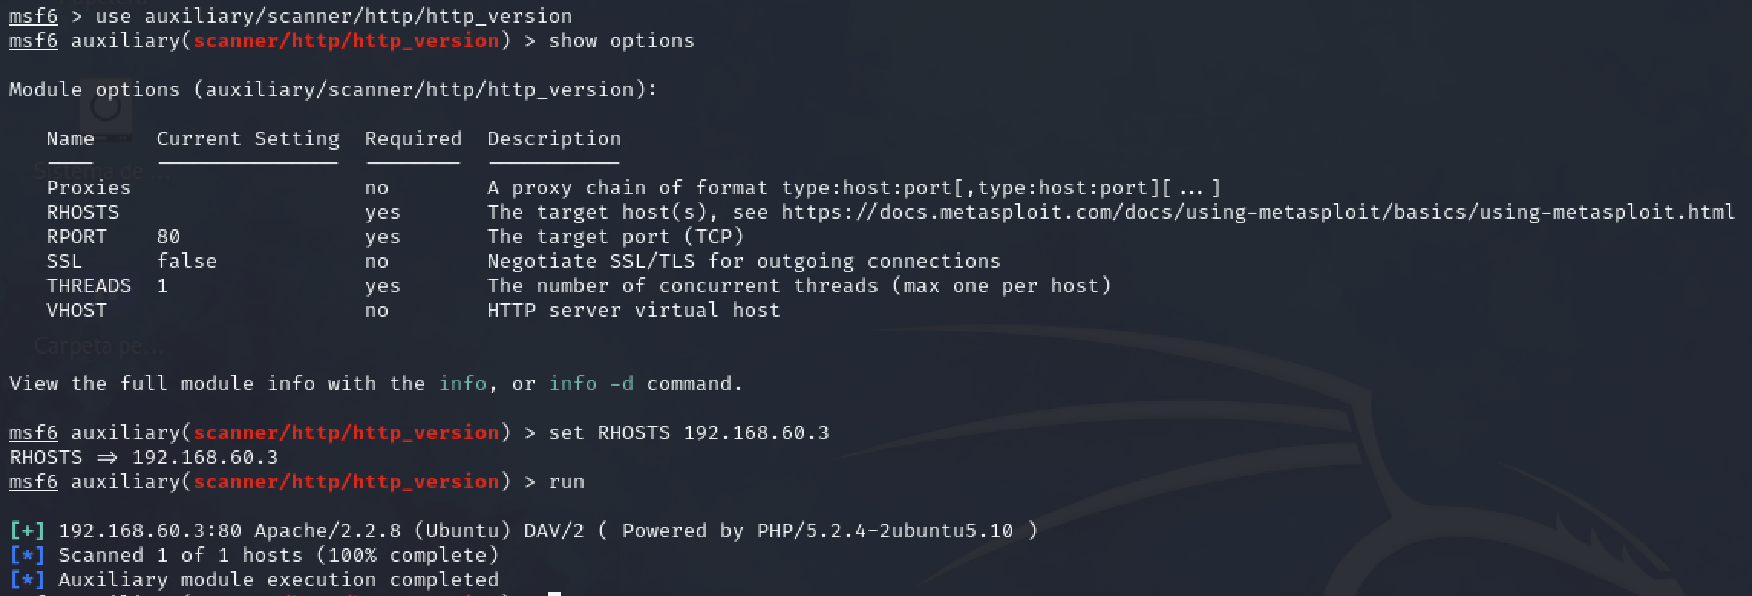 msf6 > use auxiliary/scanner/http/http_version
msf6 auxiliary(scanner/http/http_version) > show options
Module options (auxiliary/scanner/http/http_version):
Name Current Setting Required Description
Proxies no A proxy chain of format type:host:port[,type:host:port][...]
Sistema de ...
RHOSTS yes The target host(s), see https://docs.metasploit.com/docs/using-metasploit/basics/using-metasploit.html
RPORT 80 yes The target port (TCP)
SSL false no Negotiate SSL/TLS for outgoing connections
THREADS 1 yes The number of concurrent threads (max one per host)
VHOST no HTTP server virtual host
Carpeta pe...
View the full module info with the info, or info -d command.
msf6 auxiliary(scanner/http/http_version) > set RHOSTS 192.168.60.3
RHOSTS => 192.168.60.3
msf6 auxiliary(scanner/http/http_version) > run
[+] 192.168.60.3:80 Apache/2.2.8 (Ubuntu) DAV/2 ( Powered by PHP/5.2.4-2ubuntu5.10 )
[*] Scanned 1 of 1 hosts (100% complete)
[*] Auxiliary module execution completed